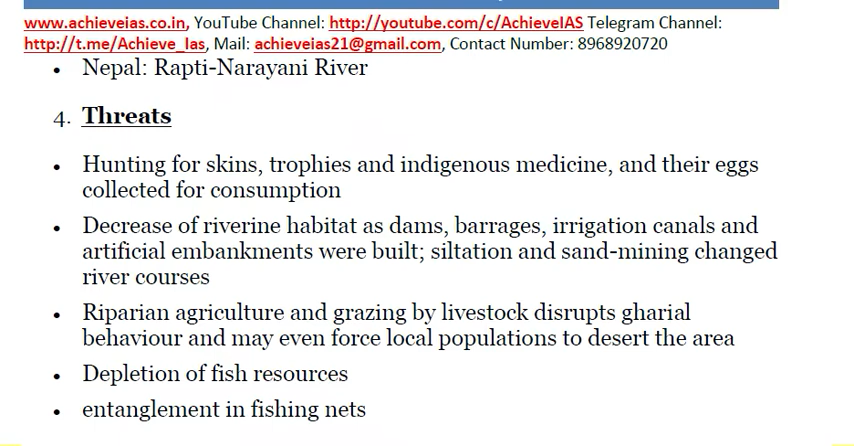 www.achieveias.co.in, YouTube Channel: http://youtube.com/c/AchieveIAS Telegram Channel:
http://t.me/Achieve_Ias, Mail: achieveias21@gmail.com, Contact Number: 8968920720
• Nepal: Rapti-Narayani River
4. Threats
• Hunting for skins, trophies and indigenous medicine, and their eggs
collected for consumption
• Decrease of riverine habitat as dams, barrages, irrigation canals and
artificial embankments were built; siltation and sand-mining changed
river courses
• Riparian agriculture and grazing by livestock disrupts gharial
behaviour and may even force local populations to desert the area
• Depletion of fish resources
• entanglement in fishing nets